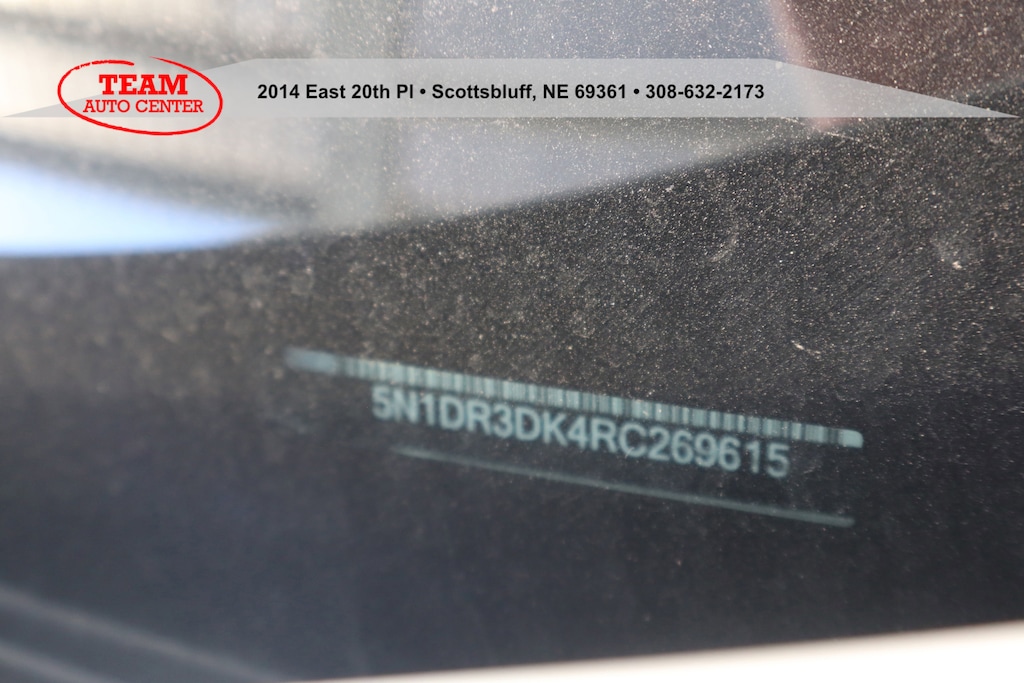 TEAM
AUTO CENTER
2014 East 20th Pl • Scottsbluff, NE 69361 • 308-632-2173
5N1DR3DK4RC269615